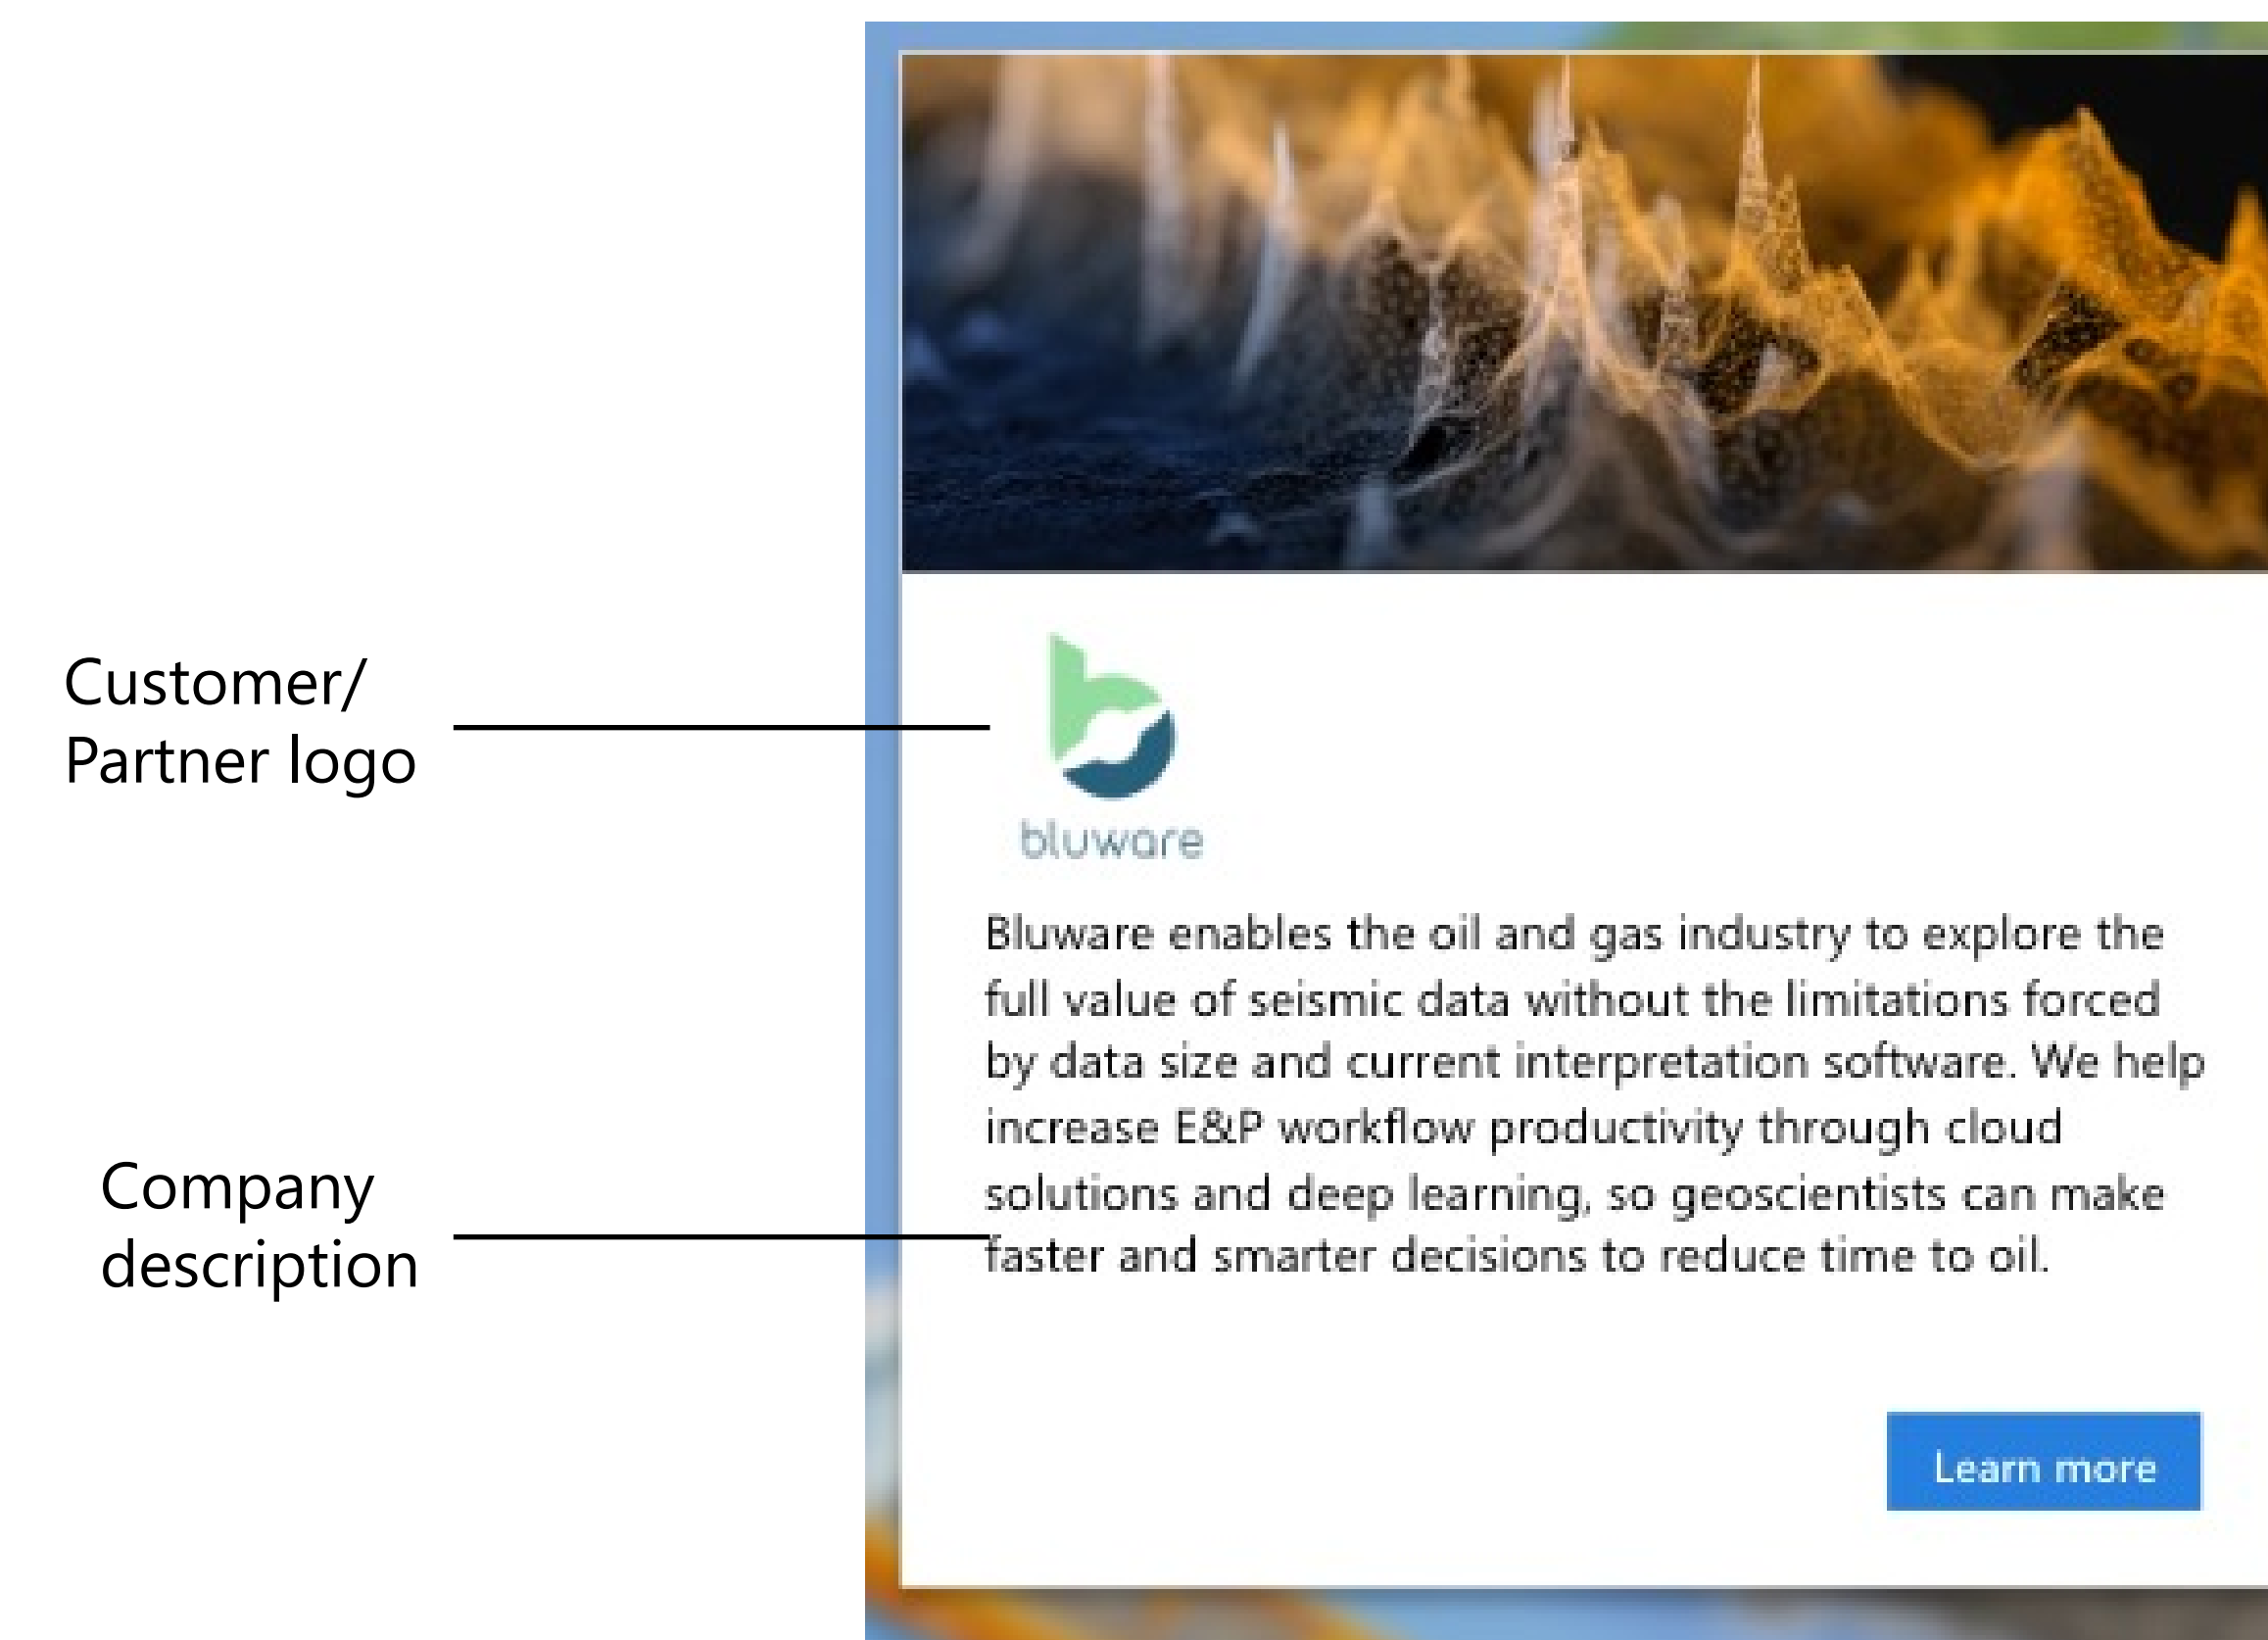 Customer/
Partner logo
bluware
Bluware enables the oil and gas industry to explore the
full value of seismic data without the limitations forced
by data size and current interpretation software. We help
increase E&P workflow productivity through cloud
solutions and deep learning, so geoscientists can make
faster and smarter decisions to reduce time to oil.
Company
description
Learn more